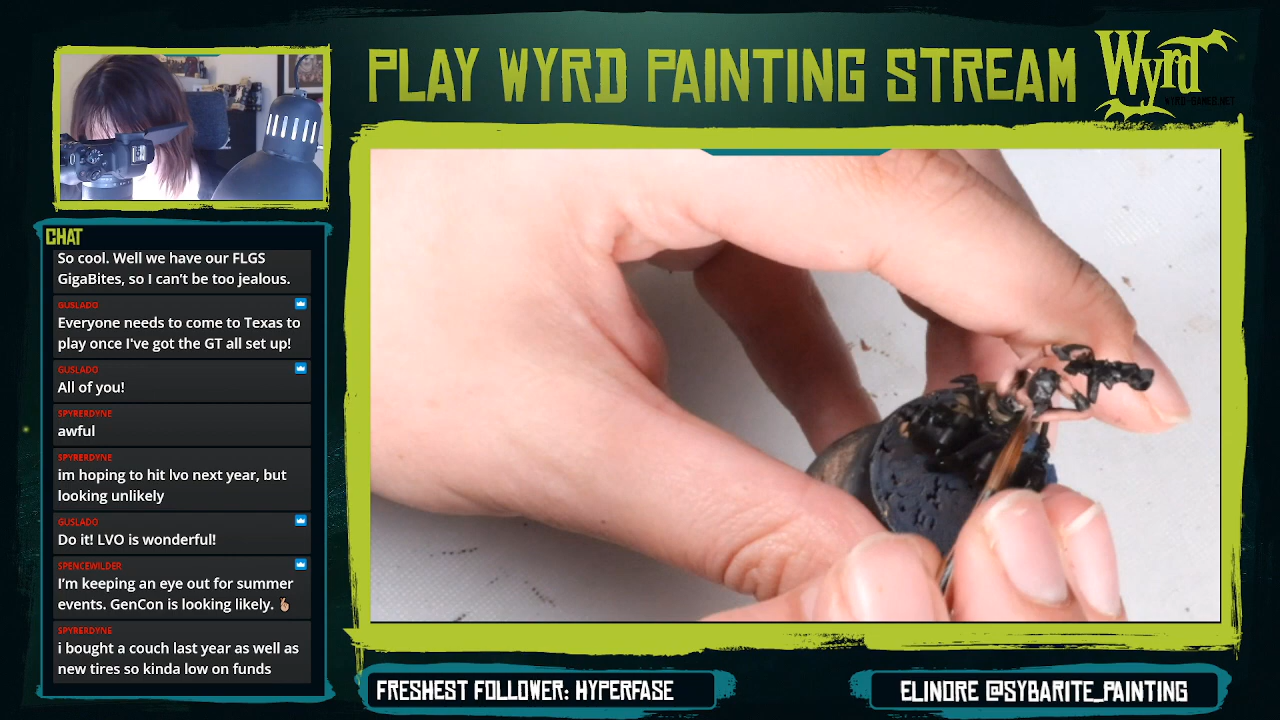 PLAY WYRD PAINTING STREAM
Wyrd
WYRD-GAMES.NET
CHAT
So cool. Well we have our FLGS
GigaBites, so I can't be too jealous.
GUSLADO
Everyone needs to come to Texas to
play once I've got the GT all set up!
GUSLADO
All of you!
SPYRERDYNE
awful
SPYRERDYNE
im hoping to hit lvo next year, but
looking unlikely
GUSLADO
Do it! LVO is wonderful!
SPENCEWILDER
I'm keeping an eye out for summer
events. GenCon is looking likely. 🤞🏼
SPYRERDYNE
i bought a couch last year as well as
new tires so kinda low on funds
FRESHEST FOLLOWER: HYPERFASE
ELINORE @SYBARITE_PAINTING